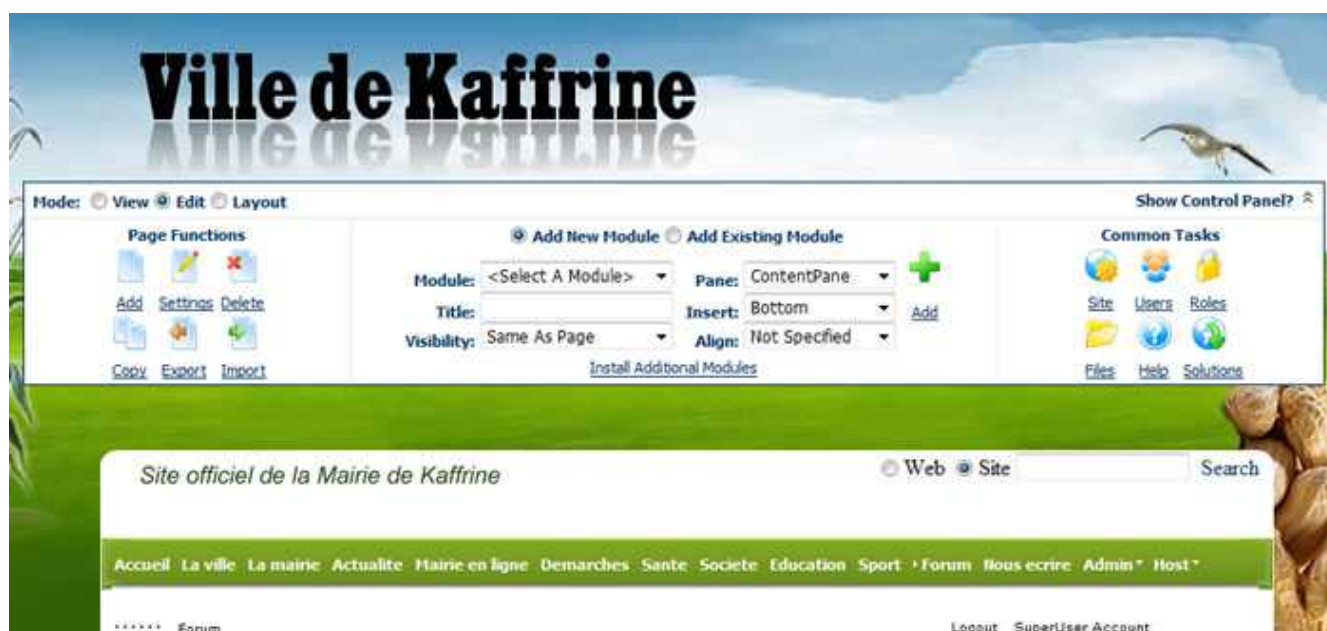 Ville de Kaffrine
Mode: View Edit Layout Show Control Panel?
Page Functions Add New Module Add Existing Module Common Tasks
Module: <Select A Module> Pane: ContentPane
Add Settings Delete Title: Insert: Bottom Add Site Users Roles
Visibility: Same As Page Align: Not Specified
Copy Export Import Install Additional Modules Files Help Solutions
Site officiel de la Mairie de Kaffrine Web Site Search
Accueil La ville La mairie Actualite Mairie en ligne Demarches Sante Societe Education Sport Forum Nous ecrire Admin Host
Forum Logout SuperUser Account